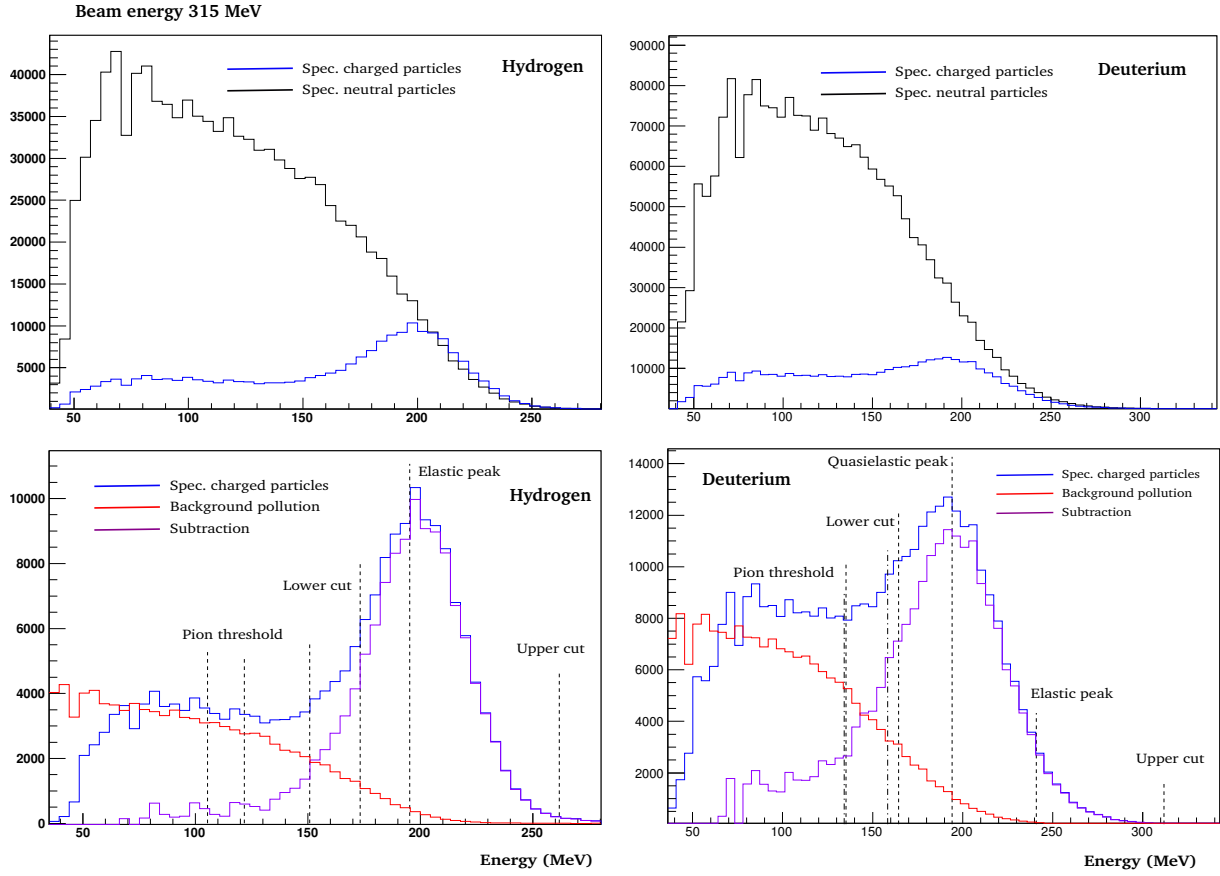 Beam energy 315 MeV
Hydrogen
Spec. charged particles
Spec. neutral particles
40000
35000
30000
25000
20000
15000
10000
5000
50
100
150
200
250
Deuterium
Spec. charged particles
Spec. neutral particles
90000
80000
70000
60000
50000
40000
30000
20000
10000
0
50
100
150
200
250
300
Elastic peak
Hydrogen
Spec. charged particles
Background pollution
Subtraction
Lower cut
Pion threshold
Upper cut
10000
8000
6000
4000
2000
0
50
100
150
200
250
Energy (MeV)
Quasielastic peak
Deuterium
Spec. charged particles
Background pollution
Subtraction
Lower cut
Pion threshold
Elastic peak
Upper cut
14000
12000
10000
8000
6000
4000
2000
50
100
150
200
250
300
Energy (MeV)